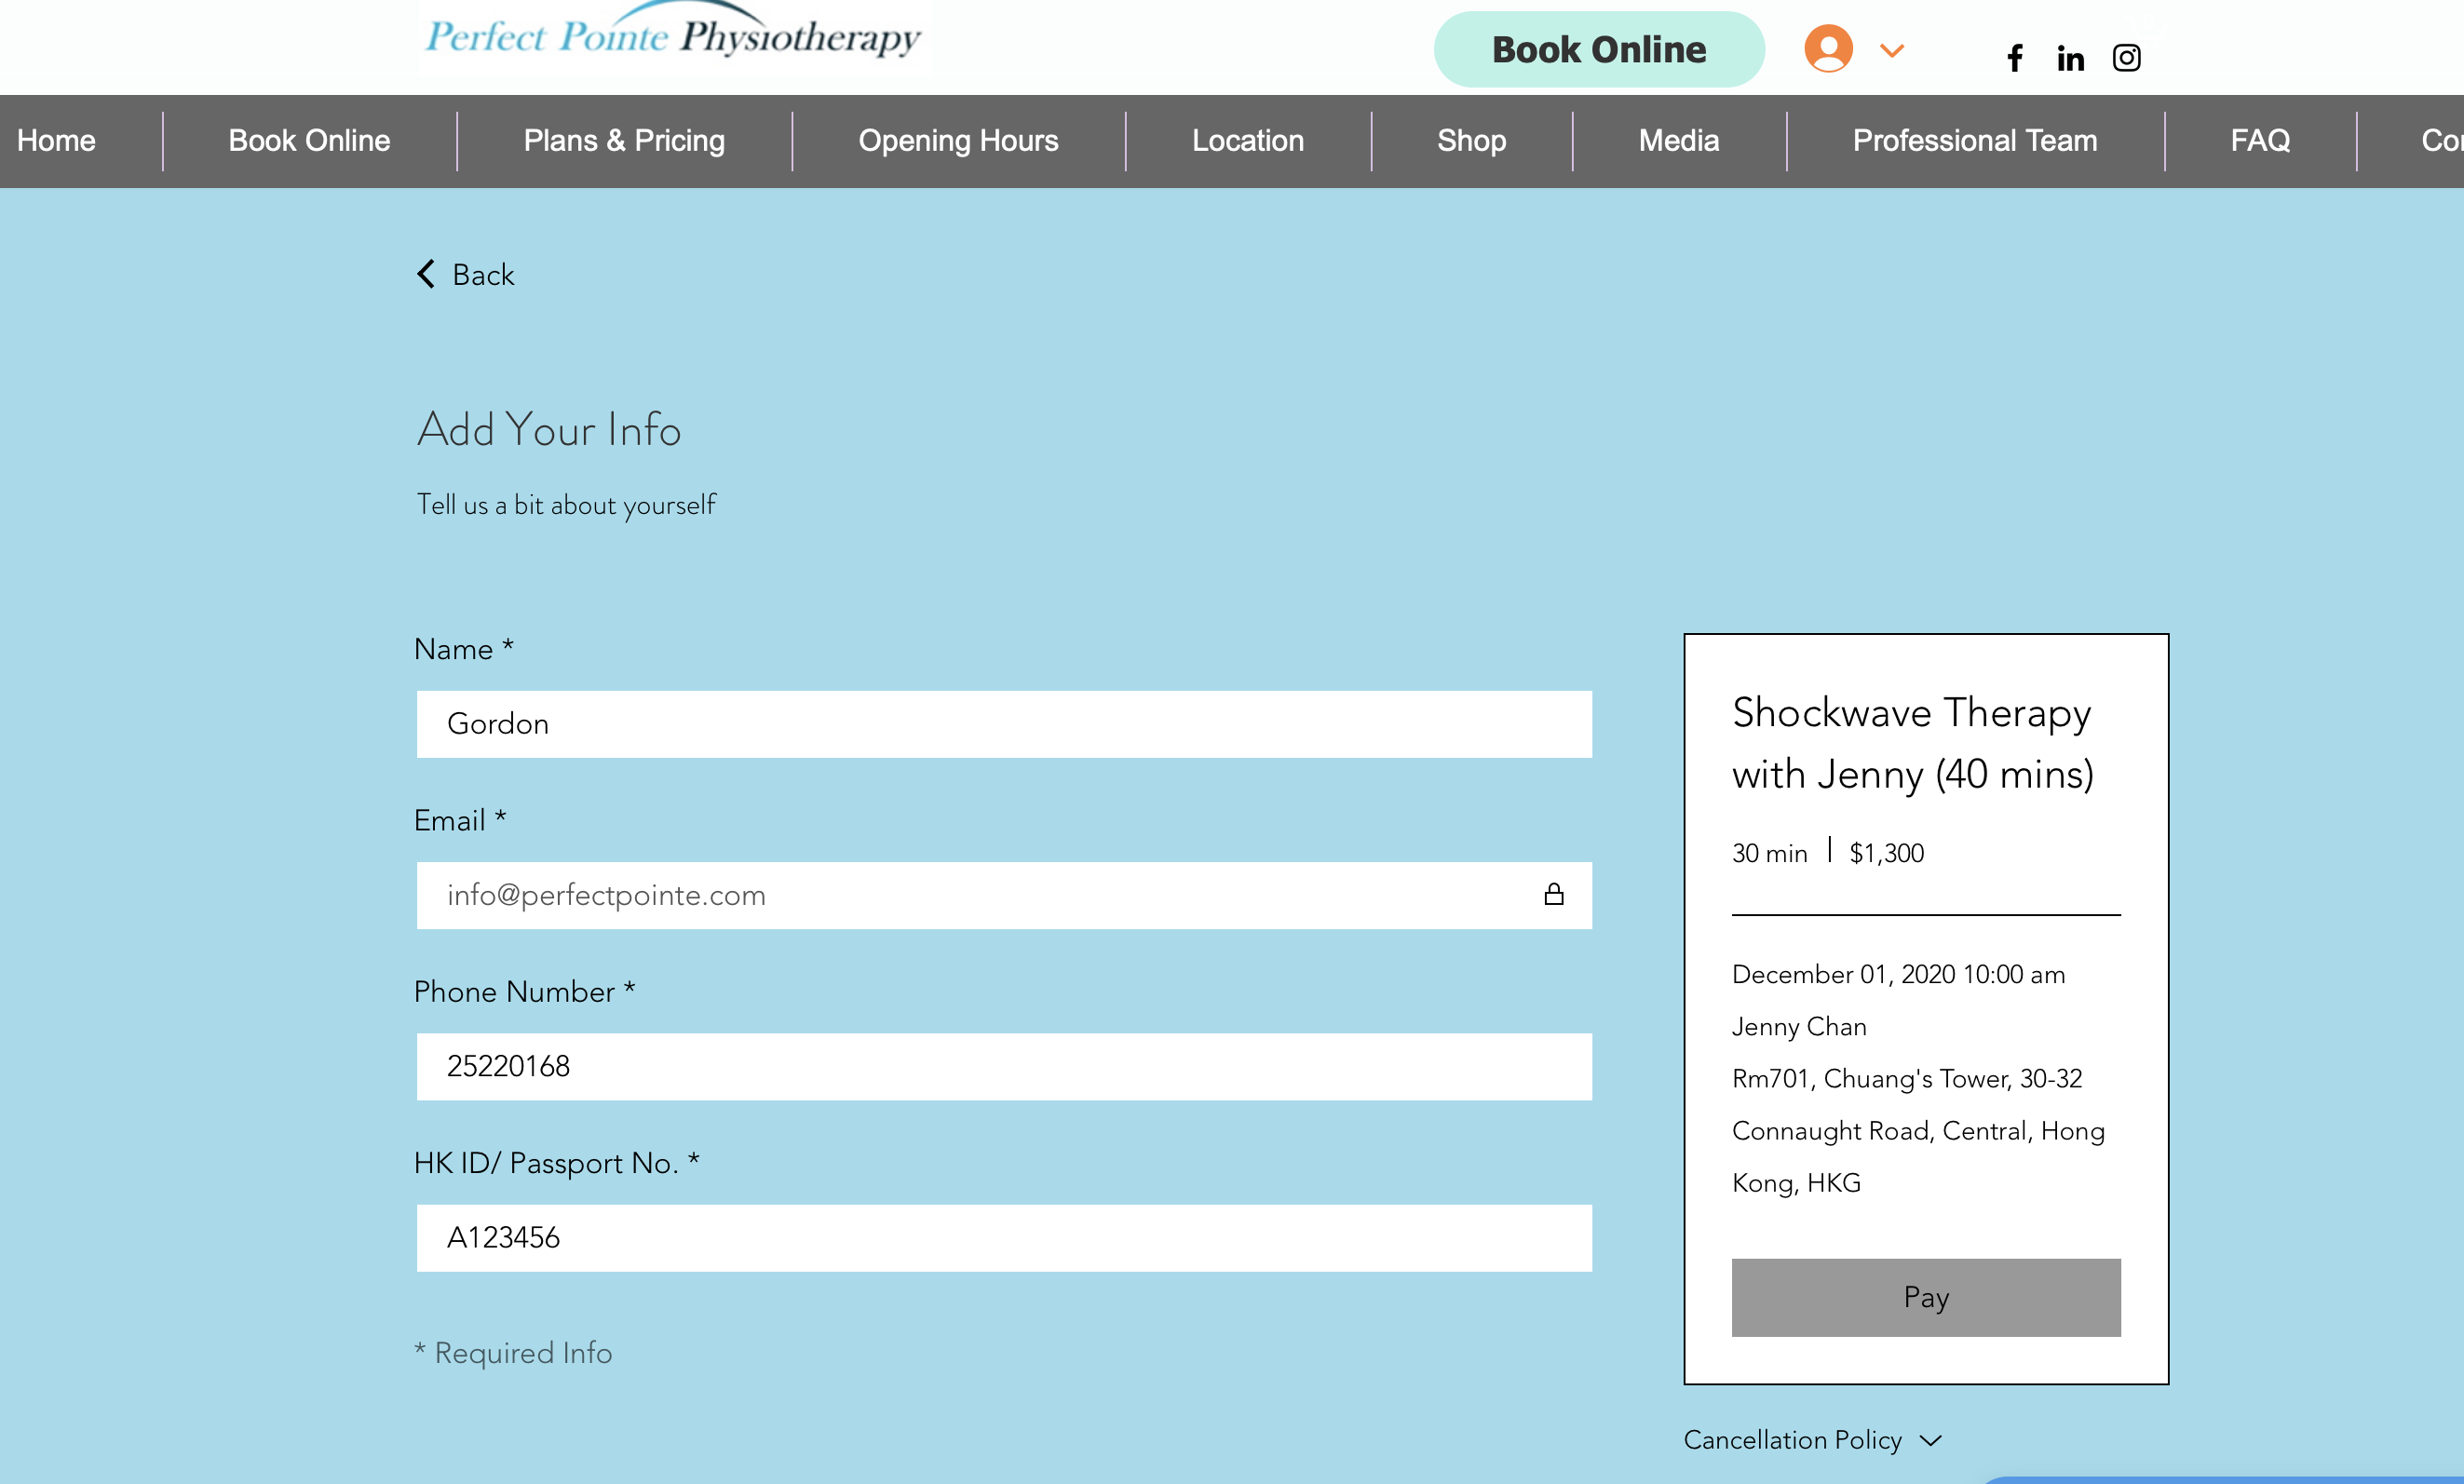 Perfect Pointe Physiotherapy
Book Online
Home
Book Online
Plans & Pricing
Opening Hours
Location
Shop
Media
Professional Team
FAQ
Back
Add Your Info
Tell us a bit about yourself
Name *
Gordon
Email *
info@perfectpointe.com
Phone Number *
25220168
HK ID/ Passport No. *
A123456
* Required Info
Shockwave Therapy
with Jenny (40 mins)
30 min | $1,300
December 01, 2020 10:00 am
Jenny Chan
Rm701, Chuang's Tower, 30-32
Connaught Road, Central, Hong
Kong, HKG
Pay
Cancellation Policy